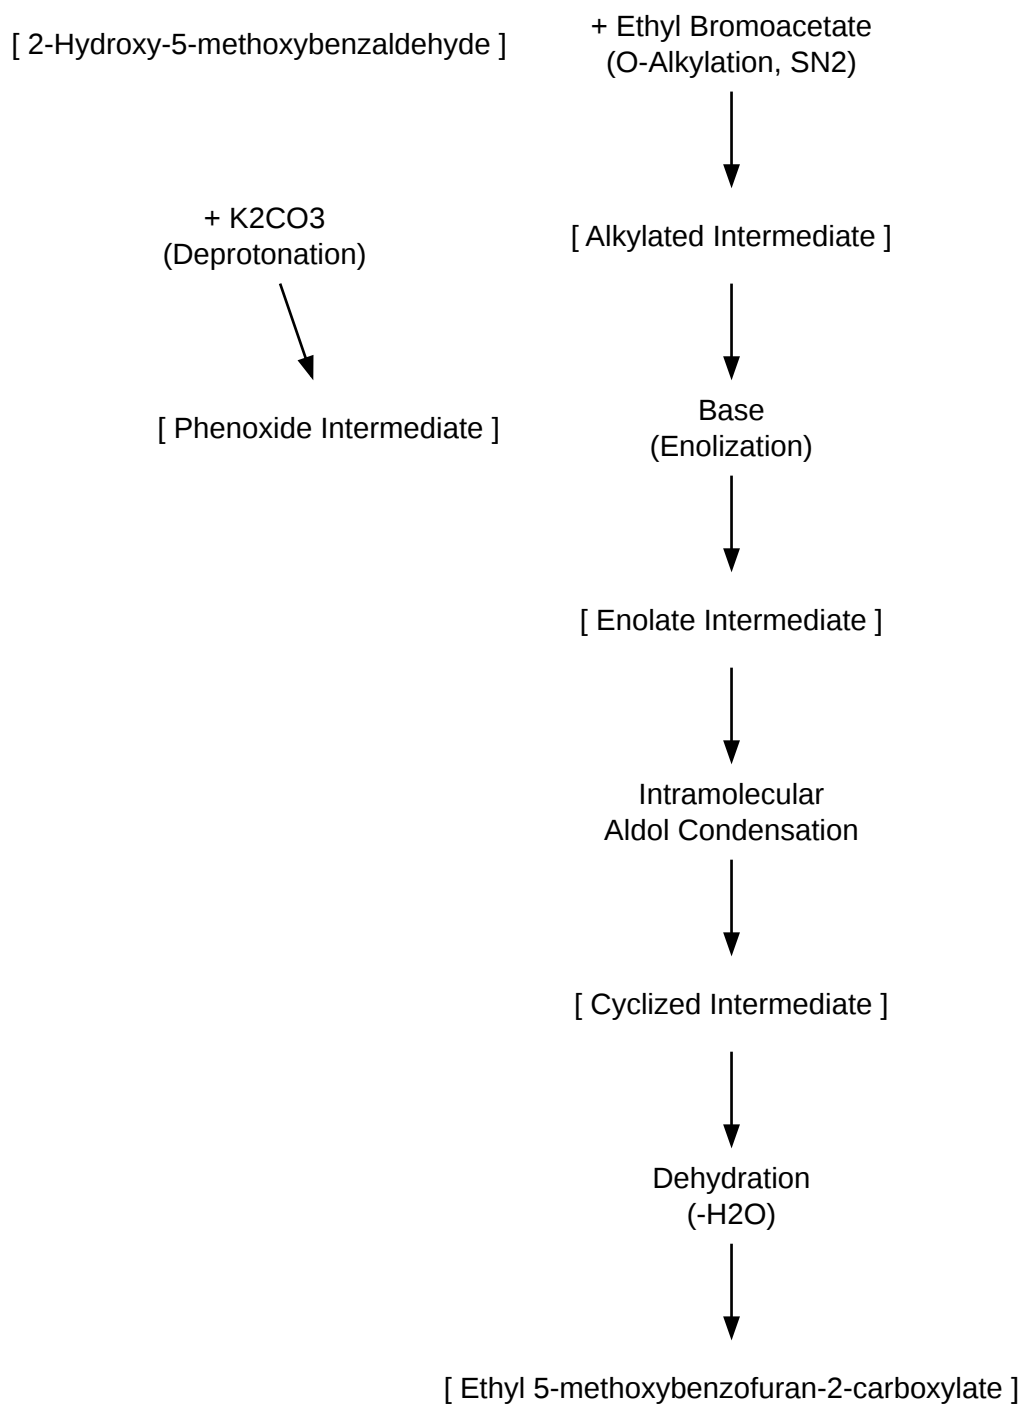 [ 2-Hydroxy-5-methoxybenzaldehyde ]
+ K2CO3
(Deprotonation)
[ Phenoxide Intermediate ]
+ Ethyl Bromoacetate
(O-Alkylation, SN2)
[ Alkylated Intermediate ]
Base
(Enolization)
[ Enolate Intermediate ]
Intramolecular
Aldol Condensation
[ Cyclized Intermediate ]
Dehydration
(-H2O)
[ Ethyl 5-methoxybenzofuran-2-carboxylate ]